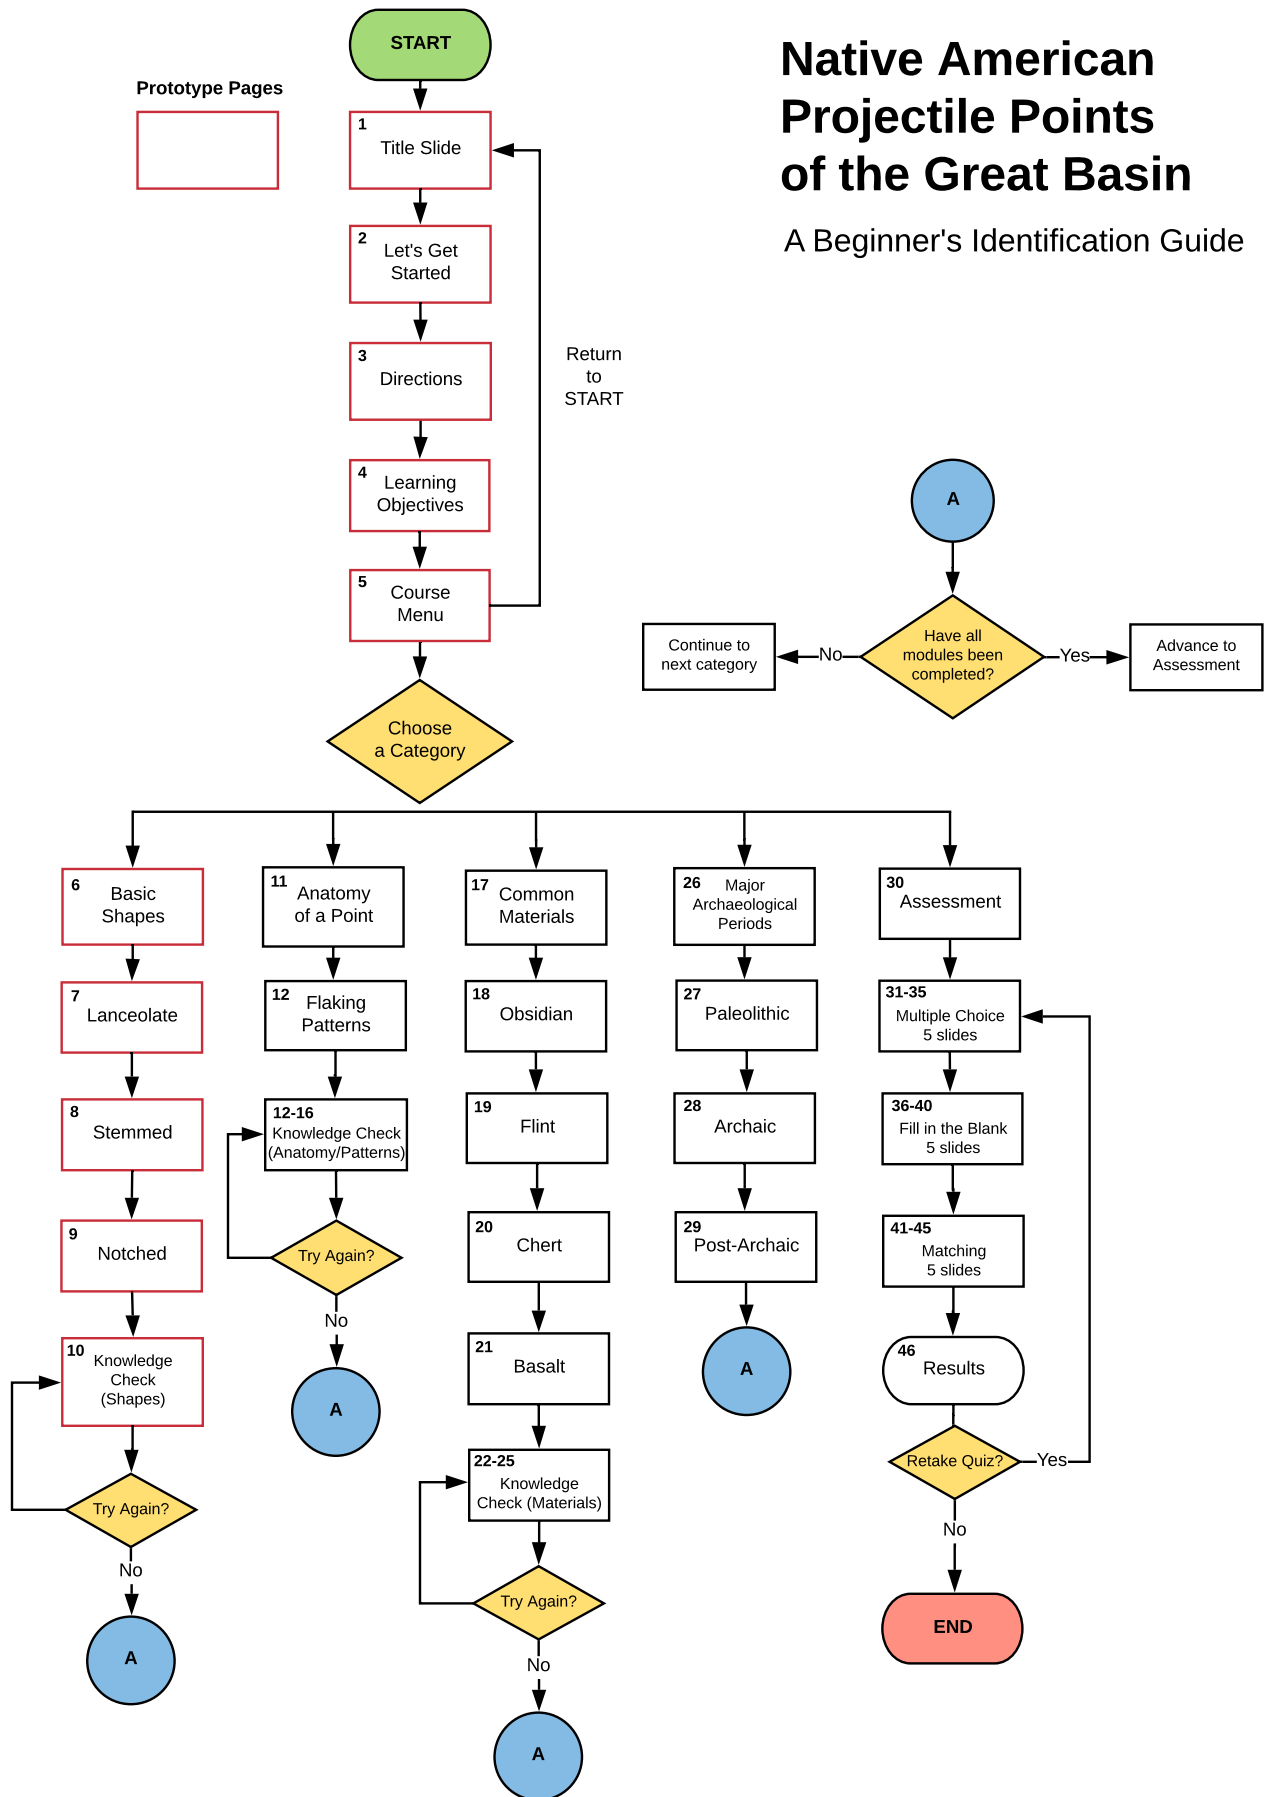 START
Prototype Pages
Native American
Projectile Points
of the Great Basin
A Beginner's Identification Guide
1
Title Slide
2
Let's Get
Started
3
Directions
Return
to
START
4
Learning
Objectives
5
Course
Menu
A
Have all
modules been
completed?
No
Continue to
next category
Yes
Advance to
Assessment
Choose
a Category
6
Basic
Shapes
7
Lanceolate
8
Stemmed
9
Notched
10
Knowledge
Check
(Shapes)
Try Again?
No
A
11
Anatomy
of a Point
12
Flaking
Patterns
12-16
Knowledge Check
(Anatomy/Patterns)
Try Again?
No
A
17
Common
Materials
18
Obsidian
19
Flint
20
Chert
21
Basalt
22-25
Knowledge
Check (Materials)
Try Again?
No
A
26
Major
Archaeological
Periods
27
Paleolithic
28
Archaic
29
Post-Archaic
A
30
Assessment
31-35
Multiple Choice
5 slides
36-40
Fill in the Blank
5 slides
41-45
Matching
5 slides
46
Results
Retake Quiz?
Yes
No
END